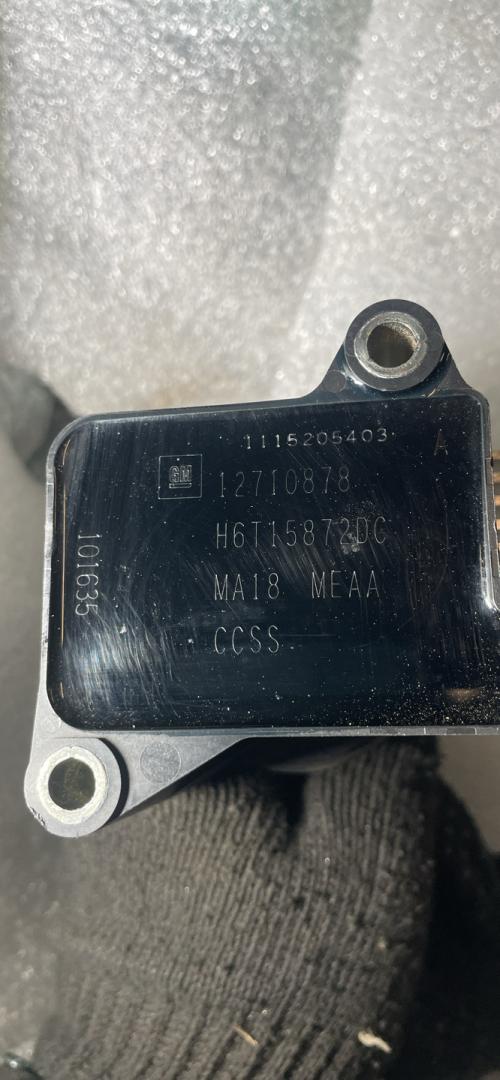 1115205403
A
GM
12710878
H6T15872DC
MA18 MEAA
CCSS
101635